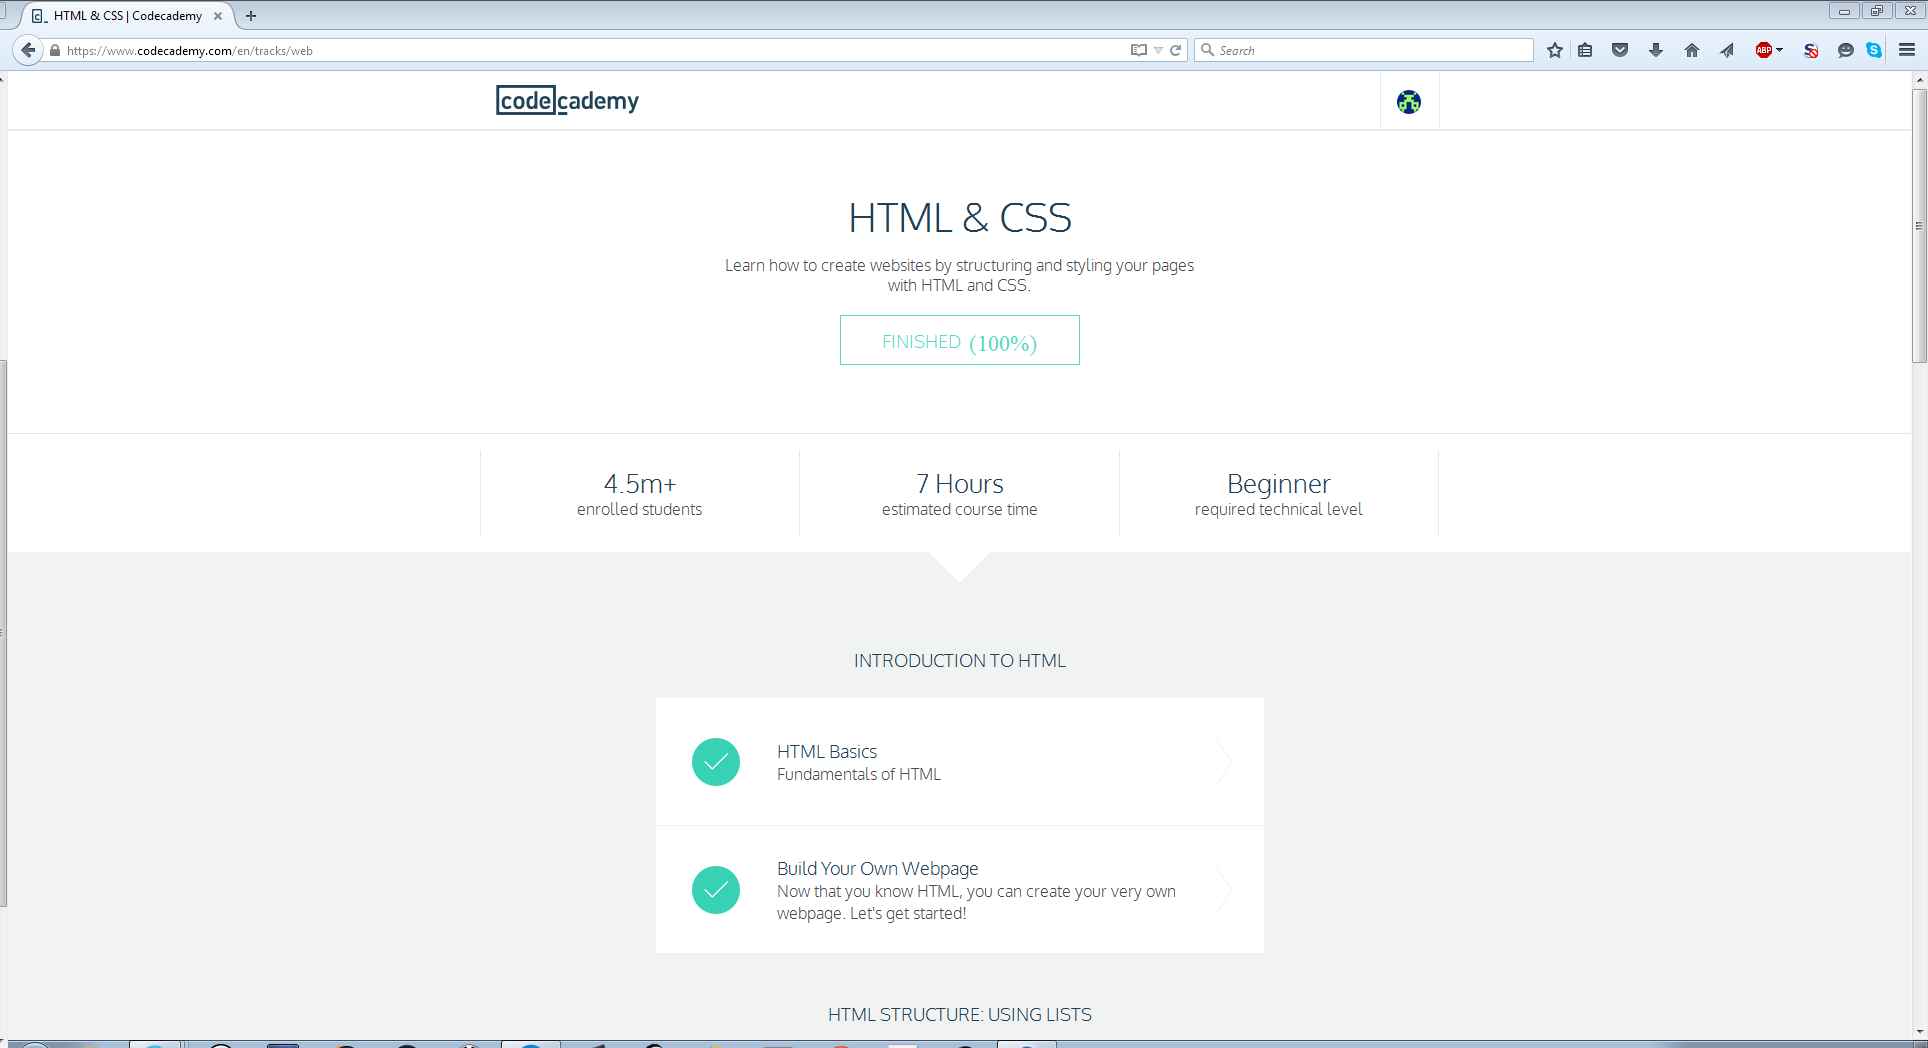 HTML & CSS | Codecademy
https://www.codecademy.com/en/tracks/web
Search
ABP
codecademy
HTML & CSS
Learn how to create websites by structuring and styling your pages
with HTML and CSS.
FINISHED (100%)
4.5m+
enrolled students
7 Hours
estimated course time
Beginner
required technical level
INTRODUCTION TO HTML
HTML Basics
Fundamentals of HTML
Build Your Own Webpage
Now that you know HTML, you can create your very own
webpage. Let's get started!
HTML STRUCTURE: USING LISTS